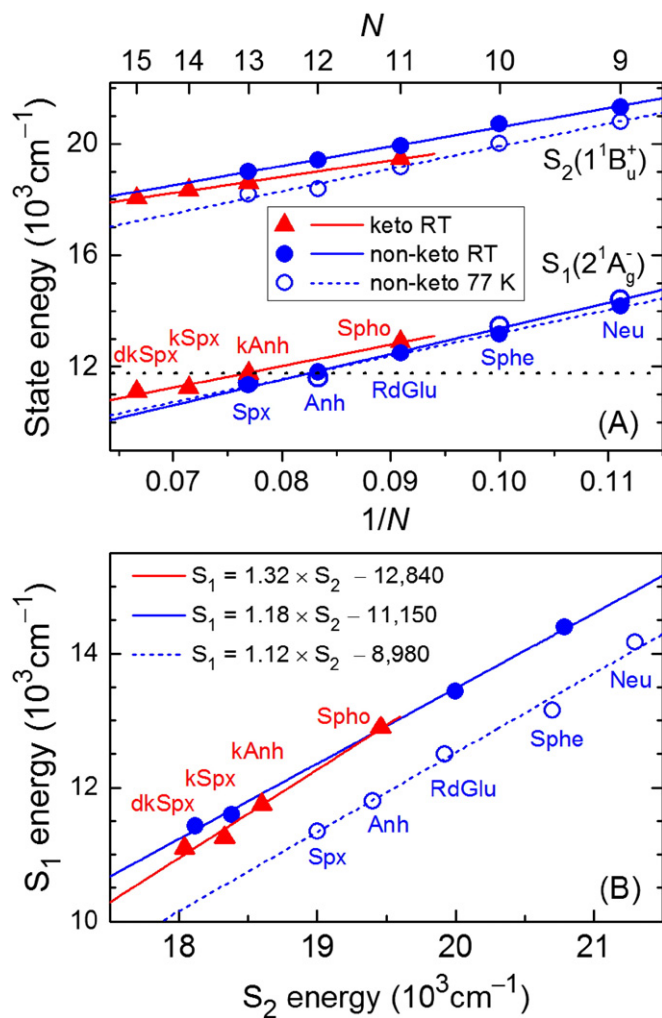 N
15 14 13 12 11 10 9
State enegy (10³cm⁻¹)
20
16
12
S₂(1¹Bᵤ⁺)
keto RT
non-keto RT
non-keto 77 K
S₁(2¹A_g⁻)
dkSpx kSpx kAnh Spho
Spx Anh RdGlu Sphe Neu
(A)
0.07 0.08 0.09 0.10 0.11
1/N
S₁ = 1.32 × S₂ − 12,840
S₁ = 1.18 × S₂ − 11,150
S₁ = 1.12 × S₂ − 8,980
S₁ energy (10³cm⁻¹)
14
12
10
dkSpx kSpx kAnh Spho
Spx Anh RdGlu Sphe Neu
(B)
18 19 20 21
S₂ energy (10³cm⁻¹)